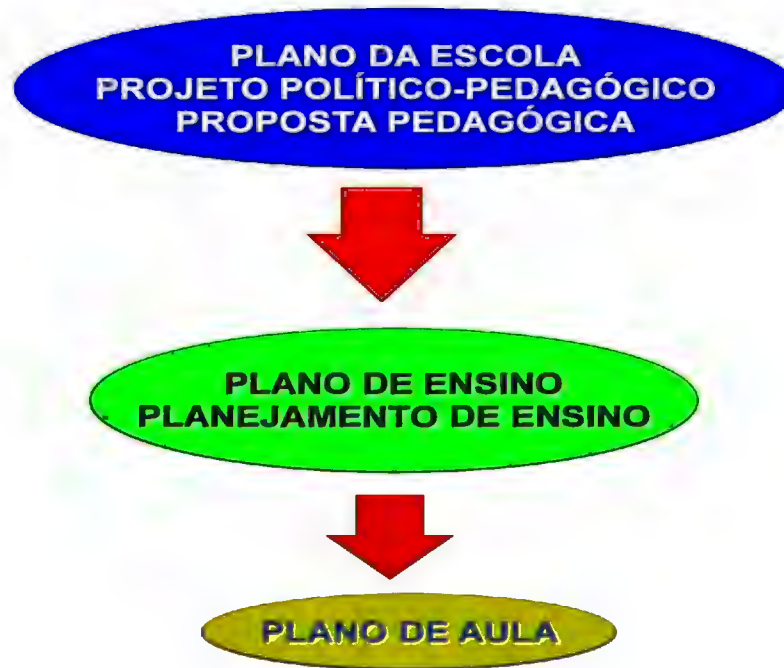 PLANO DA ESCOLA
PROJETO POLÍTICO-PEDAGÓGICO
PROPOSTA PEDAGÓGICA
PLANO DE ENSINO
PLANEJAMENTO DE ENSINO
PLANO DE AULA